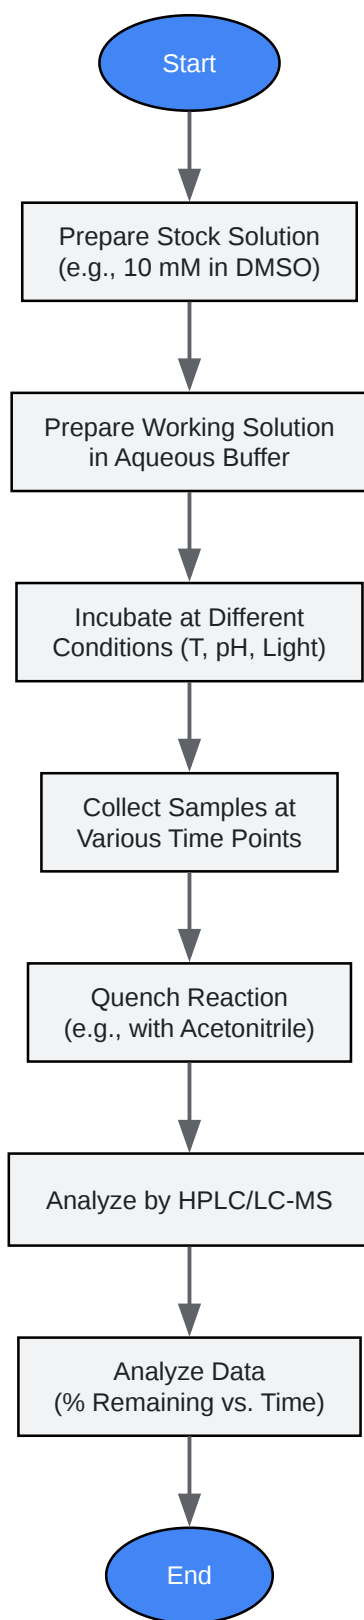 Start
Prepare Stock Solution
(e.g., 10 mM in DMSO)
Prepare Working Solution
in Aqueous Buffer
Incubate at Different
Conditions (T, pH, Light)
Collect Samples at
Various Time Points
Quench Reaction
(e.g., with Acetonitrile)
Analyze by HPLC/LC-MS
Analyze Data
(% Remaining vs. Time)
End